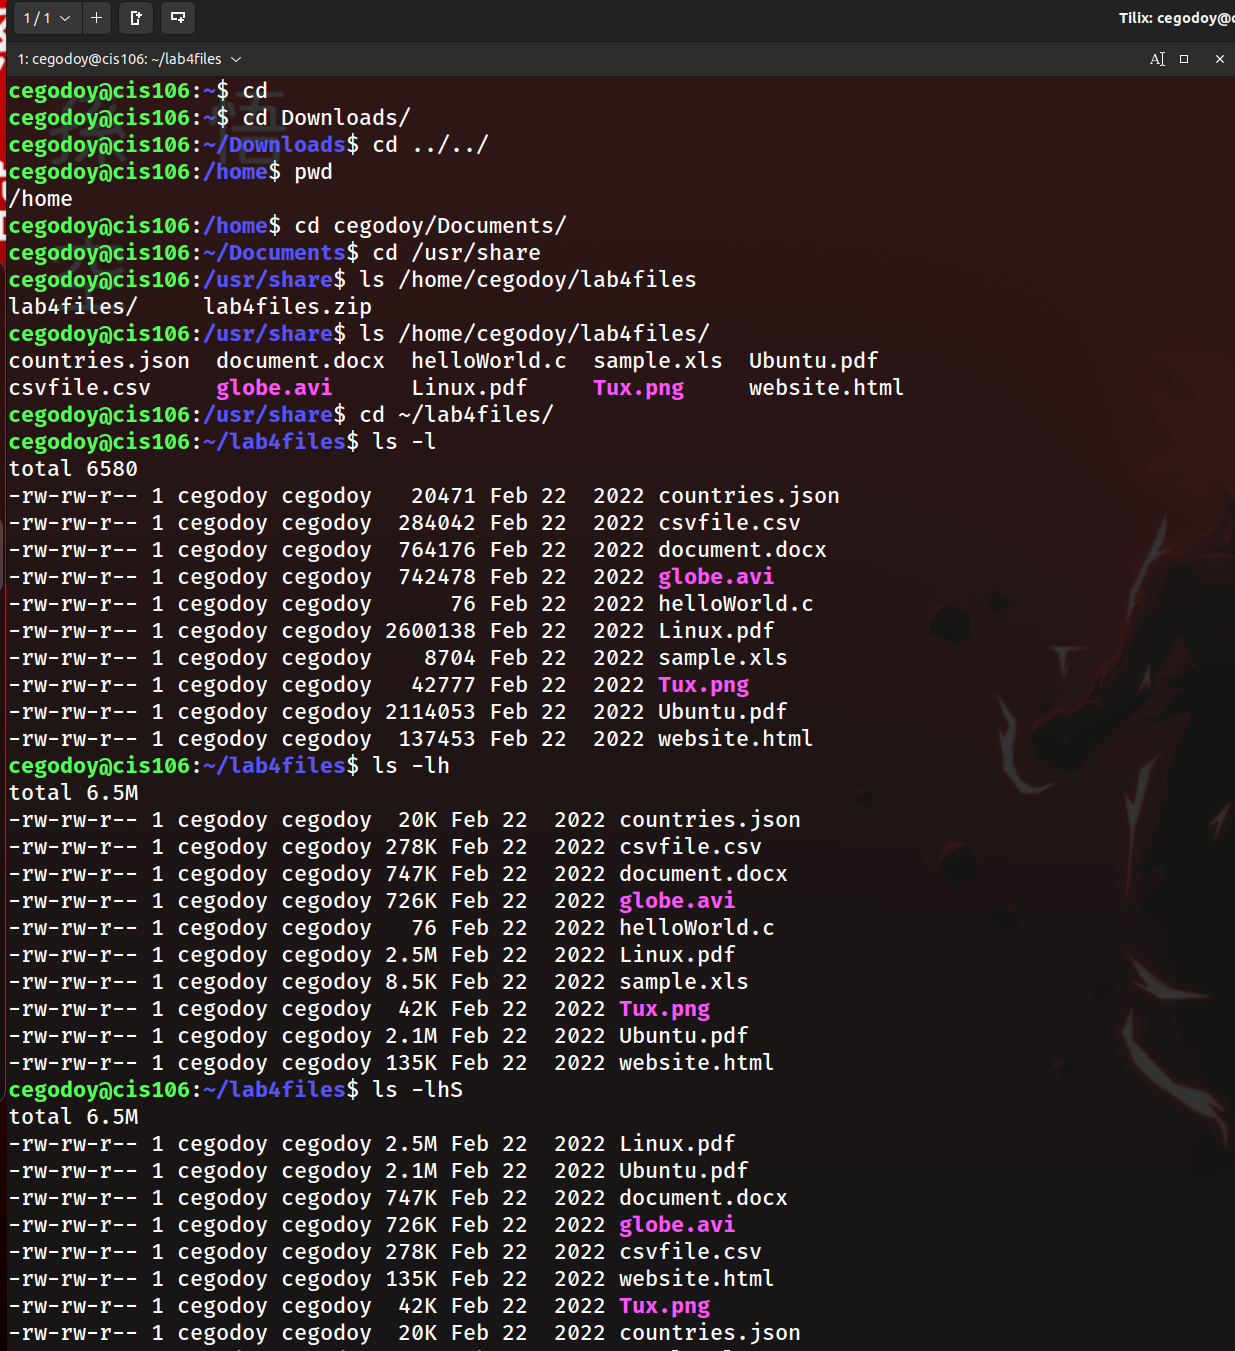 1 / 1
Tilix: cegodoy@c
1: cegodoy@cis106: ~/lab4files
cegodoy@cis106:~$ cd
cegodoy@cis106:~$ cd Downloads/
cegodoy@cis106:~/Downloads$ cd ../../
cegodoy@cis106:/home$ pwd
/home
cegodoy@cis106:/home$ cd cegodoy/Documents/
cegodoy@cis106:~/Documents$ cd /usr/share
cegodoy@cis106:/usr/share$ ls /home/cegodoy/lab4files
lab4files/     lab4files.zip
cegodoy@cis106:/usr/share$ ls /home/cegodoy/lab4files/
countries.json  document.docx  helloWorld.c  sample.xls  Ubuntu.pdf
csvfile.csv     globe.avi      Linux.pdf     Tux.png     website.html
cegodoy@cis106:/usr/share$ cd ~/lab4files/
cegodoy@cis106:~/lab4files$ ls -l
total 6580
-rw-rw-r-- 1 cegodoy cegodoy   20471 Feb 22  2022 countries.json
-rw-rw-r-- 1 cegodoy cegodoy  284042 Feb 22  2022 csvfile.csv
-rw-rw-r-- 1 cegodoy cegodoy  764176 Feb 22  2022 document.docx
-rw-rw-r-- 1 cegodoy cegodoy  742478 Feb 22  2022 globe.avi
-rw-rw-r-- 1 cegodoy cegodoy      76 Feb 22  2022 helloWorld.c
-rw-rw-r-- 1 cegodoy cegodoy 2600138 Feb 22  2022 Linux.pdf
-rw-rw-r-- 1 cegodoy cegodoy    8704 Feb 22  2022 sample.xls
-rw-rw-r-- 1 cegodoy cegodoy   42777 Feb 22  2022 Tux.png
-rw-rw-r-- 1 cegodoy cegodoy 2114053 Feb 22  2022 Ubuntu.pdf
-rw-rw-r-- 1 cegodoy cegodoy  137453 Feb 22  2022 website.html
cegodoy@cis106:~/lab4files$ ls -lh
total 6.5M
-rw-rw-r-- 1 cegodoy cegodoy  20K Feb 22  2022 countries.json
-rw-rw-r-- 1 cegodoy cegodoy 278K Feb 22  2022 csvfile.csv
-rw-rw-r-- 1 cegodoy cegodoy 747K Feb 22  2022 document.docx
-rw-rw-r-- 1 cegodoy cegodoy 726K Feb 22  2022 globe.avi
-rw-rw-r-- 1 cegodoy cegodoy   76 Feb 22  2022 helloWorld.c
-rw-rw-r-- 1 cegodoy cegodoy 2.5M Feb 22  2022 Linux.pdf
-rw-rw-r-- 1 cegodoy cegodoy 8.5K Feb 22  2022 sample.xls
-rw-rw-r-- 1 cegodoy cegodoy  42K Feb 22  2022 Tux.png
-rw-rw-r-- 1 cegodoy cegodoy 2.1M Feb 22  2022 Ubuntu.pdf
-rw-rw-r-- 1 cegodoy cegodoy 135K Feb 22  2022 website.html
cegodoy@cis106:~/lab4files$ ls -lhS
total 6.5M
-rw-rw-r-- 1 cegodoy cegodoy 2.5M Feb 22  2022 Linux.pdf
-rw-rw-r-- 1 cegodoy cegodoy 2.1M Feb 22  2022 Ubuntu.pdf
-rw-rw-r-- 1 cegodoy cegodoy 747K Feb 22  2022 document.docx
-rw-rw-r-- 1 cegodoy cegodoy 726K Feb 22  2022 globe.avi
-rw-rw-r-- 1 cegodoy cegodoy 278K Feb 22  2022 csvfile.csv
-rw-rw-r-- 1 cegodoy cegodoy 135K Feb 22  2022 website.html
-rw-rw-r-- 1 cegodoy cegodoy  42K Feb 22  2022 Tux.png
-rw-rw-r-- 1 cegodoy cegodoy  20K Feb 22  2022 countries.json